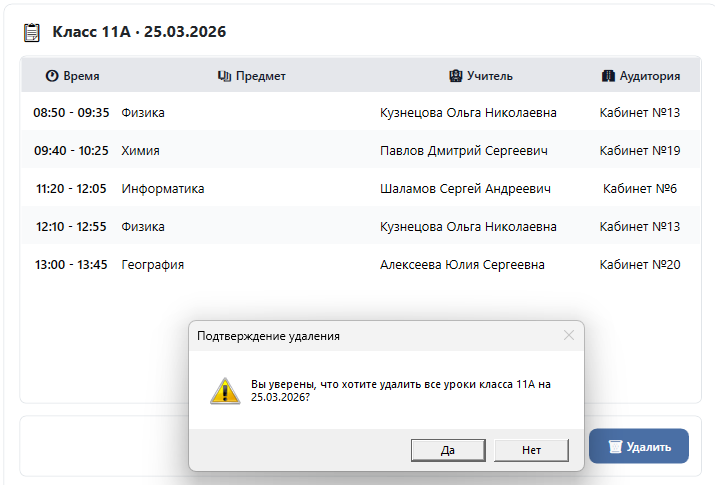 Класс 11А · 25.03.2026
Время Предмет Учитель Аудитория
08:50 - 09:35 Физика Кузнецова Ольга Николаевна Кабинет №13
09:40 - 10:25 Химия Павлов Дмитрий Сергеевич Кабинет №19
11:20 - 12:05 Информатика Шаламов Сергей Андреевич Кабинет №6
12:10 - 12:55 Физика Кузнецова Ольга Николаевна Кабинет №13
13:00 - 13:45 География Алексеева Юлия Сергеевна Кабинет №20
Подтверждение удаления
Вы уверены, что хотите удалить все уроки класса 11А на
25.03.2026?
Да Нет
Удалить